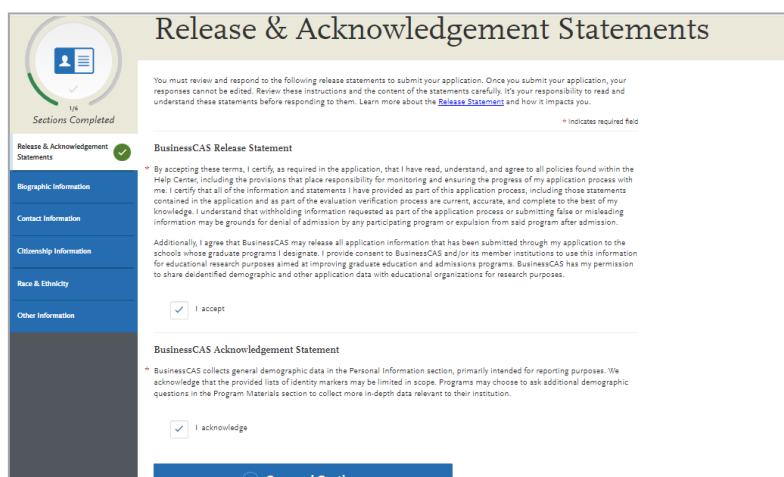 Release & Acknowledgement Statements
1/6
Sections Completed
Release & Acknowledgement
Statements
Biographic Information
Contact Information
Citizenship Information
Race & Ethnicity
Other Information
You must review and respond to the following release statements to submit your application. Once you submit your application, your
responses cannot be edited. Review these instructions and the content of the statements carefully. It's your responsibility to read and
understand these statements before responding to them. Learn more about the Release Statement and how it impacts you.
* Indicates required field
BusinessCAS Release Statement
* By accepting these terms, I certify, as required in the application, that I have read, understand, and agree to all policies found within the
Help Center, including the provisions that place responsibility for monitoring and ensuring the progress of my application process with
me. I certify that all of the information and statements I have provided as part of this application process, including those statements
contained in the application and as part of the evaluation verification process are current, accurate, and complete to the best of my
knowledge. I understand that withholding information requested as part of the application process or submitting false or misleading
information may be grounds for denial of admission by any participating program or expulsion from said program after admission.
Additionally, I agree that BusinessCAS may release all application information that has been submitted through my application to the
schools whose graduate programs I designate. I provide consent to BusinessCAS and/or its member institutions to use this information
for educational research purposes aimed at improving graduate education and admissions programs. BusinessCAS has my permission
to share deidentified demographic and other application data with educational organizations for research purposes.
I accept
BusinessCAS Acknowledgement Statement
* BusinessCAS collects general demographic data in the Personal Information section, primarily intended for reporting purposes. We
acknowledge that the provided lists of identity markers may be limited in scope. Programs may choose to ask additional demographic
questions in the Program Materials section to collect more in-depth data relevant to their institution.
I acknowledge